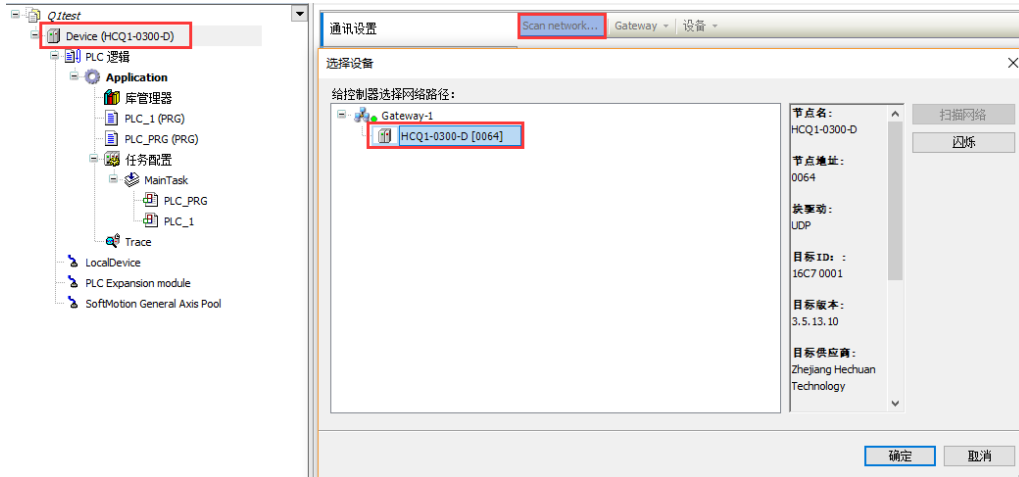 Q1test
Device (HCQ1-0300-D)
PLC 逻辑
Application
库管理器
PLC_1 (PRG)
PLC_PRG (PRG)
任务配置
MainTask
PLC_PRG
PLC_1
Trace
LocalDevice
PLC Expansion module
SoftMotion General Axis Pool
通讯设置
Scan network...
Gateway
设备
选择设备
给控制器选择网络路径:
Gateway-1
HCQ1-0300-D [0064]
节点名:
HCQ1-0300-D
节点地址:
0064
块驱动:
UDP
目标ID: :
16C7 0001
目标版本:
3.5.13.10
目标供应商:
Zhejiang Hechuan
Technology
扫描网络
闪烁
确定
取消